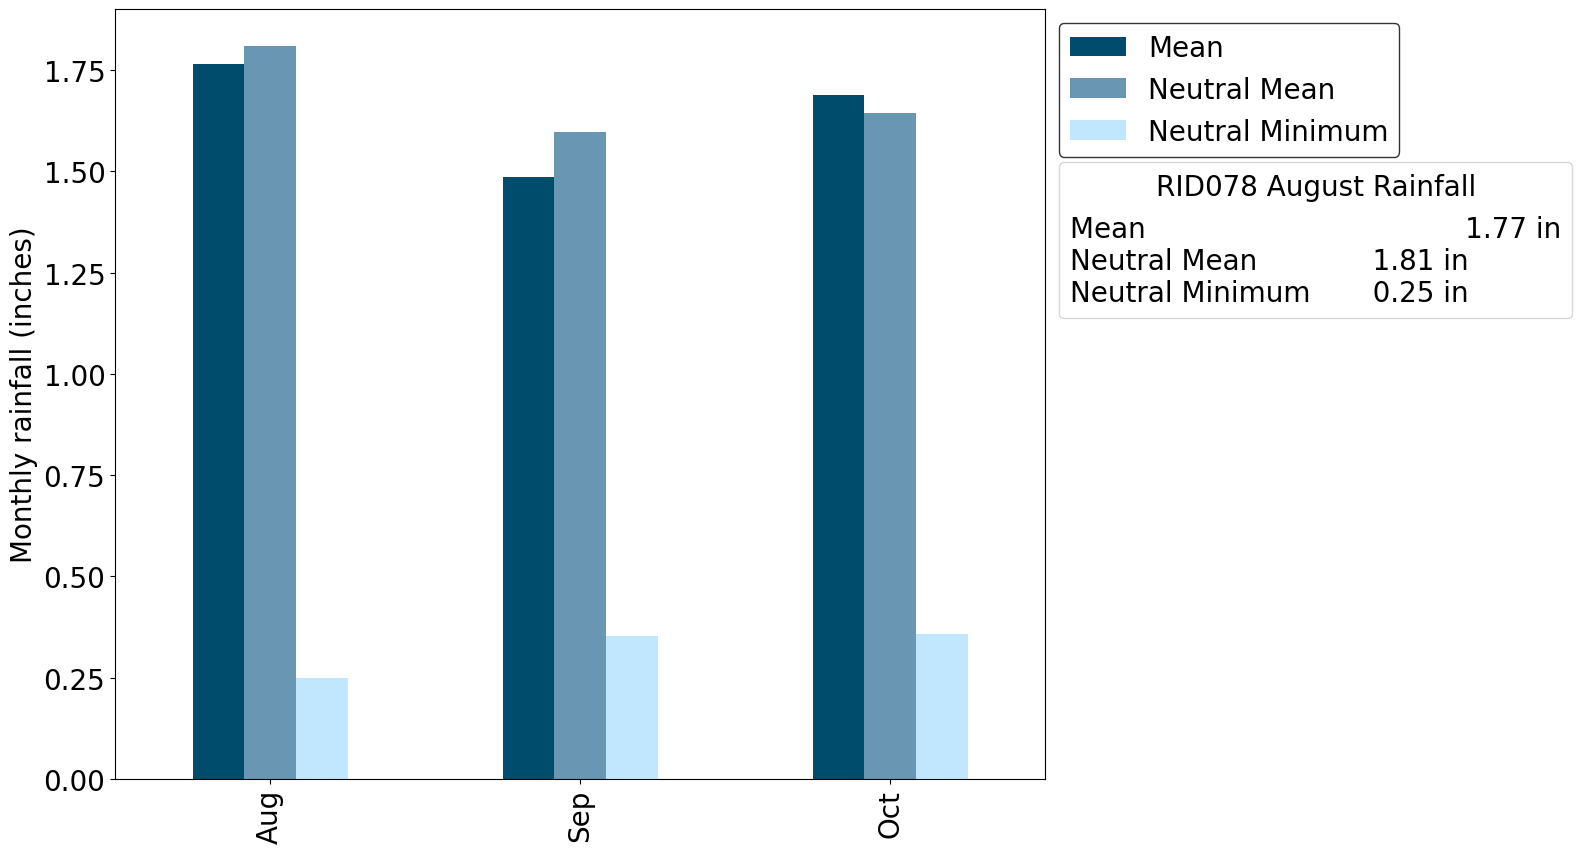 Monthly rainfall (inches)
1.75
1.50
1.25
1.00
0.75
0.50
0.25
0.00
Aug
Sep
Oct
Mean
Neutral Mean
Neutral Minimum
RID078 August Rainfall
Mean 1.77 in
Neutral Mean 1.81 in
Neutral Minimum 0.25 in